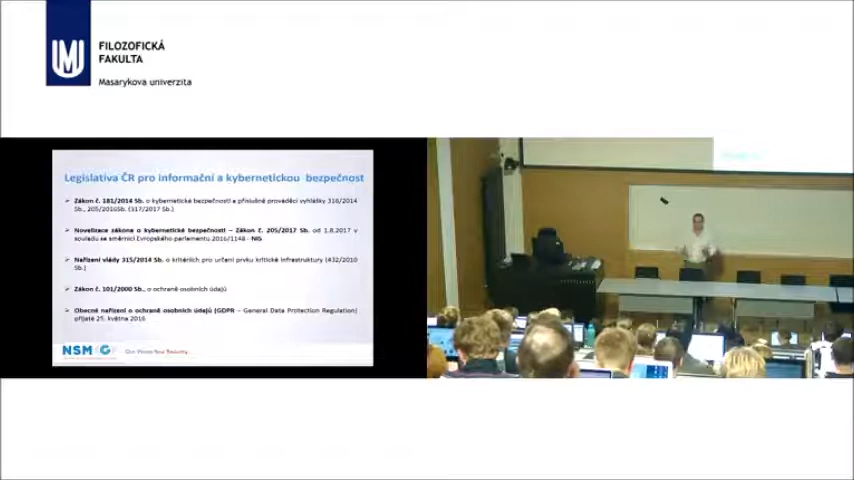 FILOZOFICKÁ
FAKULTA
Masarykova univerzita
Legislativa ČR pro informační a kybernetickou bezpečnost
➢ Zákon č. 181/2014 Sb. o kybernetické bezpečnosti a příslušné prováděcí vyhlášky 316/2014
Sb., 205/2016Sb. (317/2017 Sb.)
➢ Novelizace zákona o kybernetické bezpečnosti – Zákon č. 205/2017 Sb. od 1.8.2017 v
souladu se směrnicí Evropského parlamentu 2016/1148 - NIS
➢ Nařízení vlády 315/2014 Sb. o kritériích pro určení prvku kritické infrastruktury (432/2010
Sb.)
➢ Zákon č. 101/2000 Sb., o ochraně osobních údajů
➢ Obecné nařízení o ochraně osobních údajů (GDPR – General Data Protection Regulation)
přijaté 27. května 2016
NSM
Security